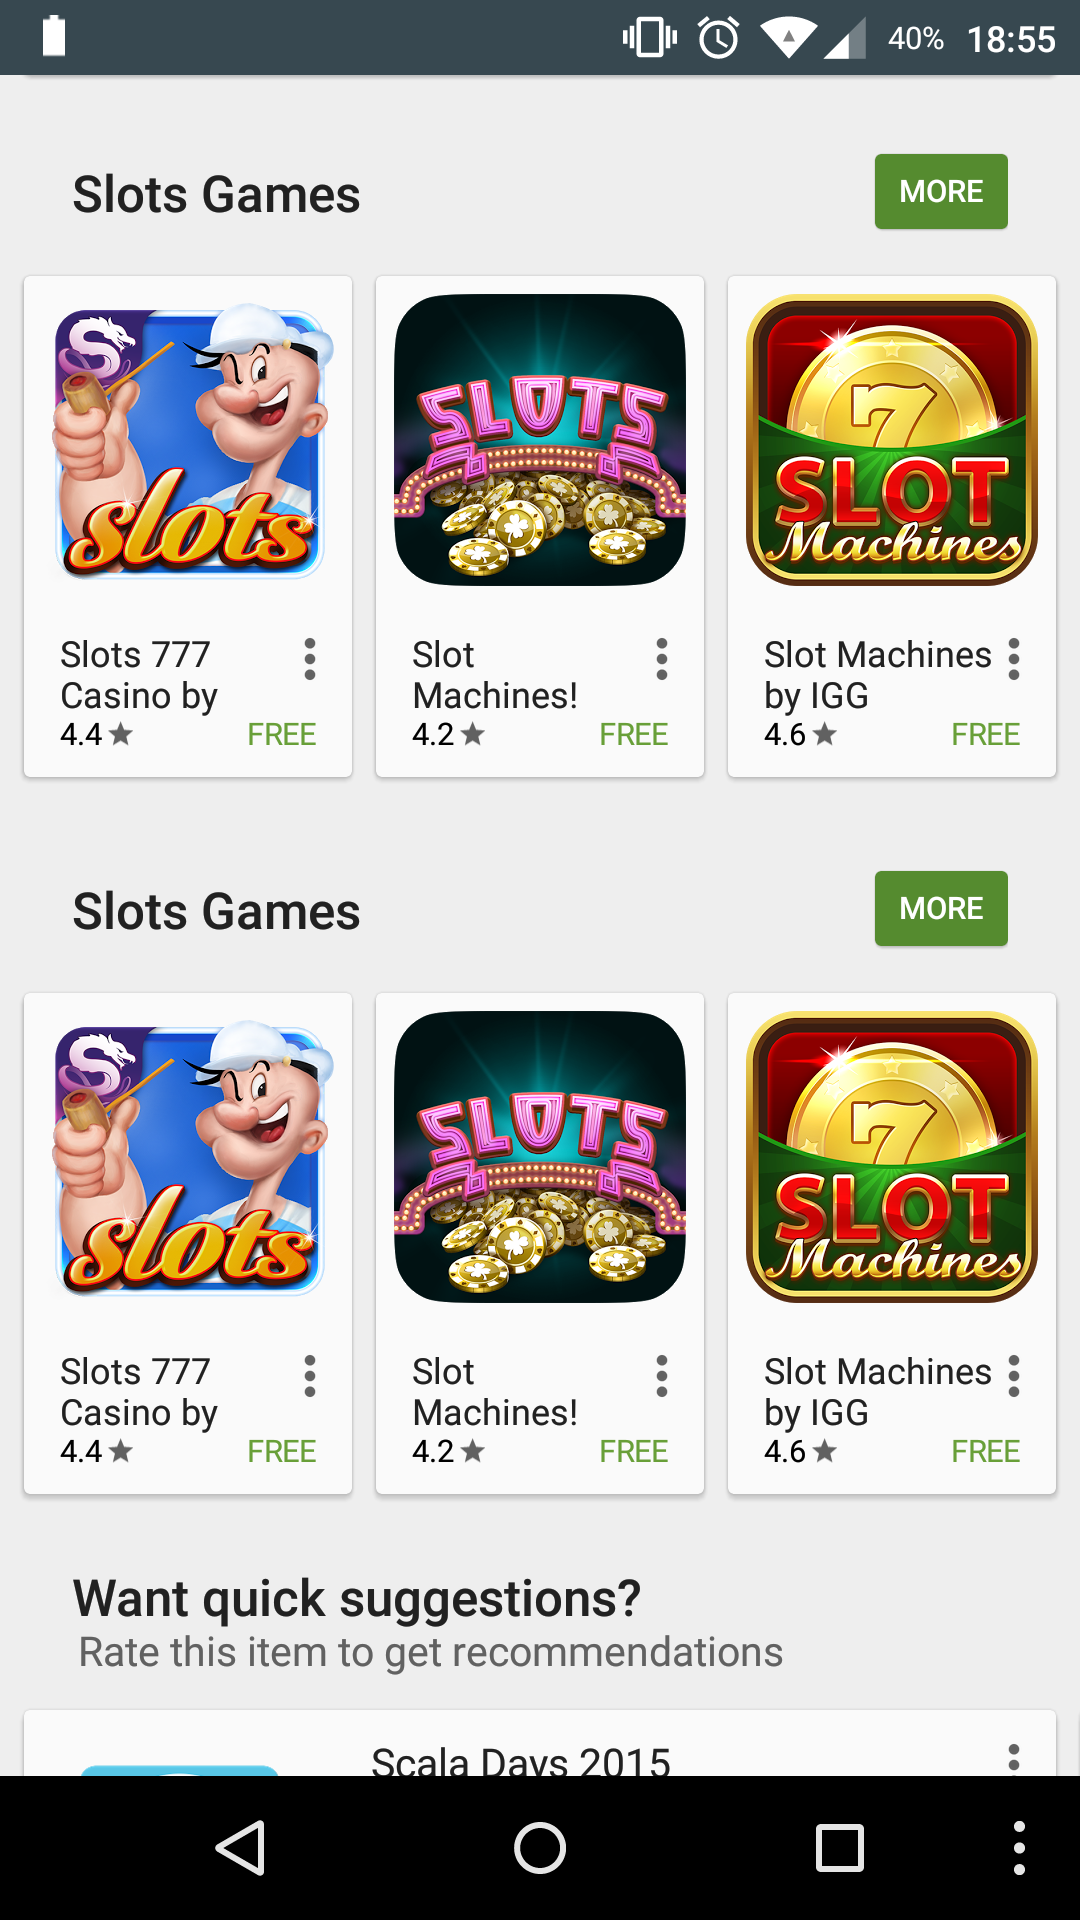 40% 18:55
Slots Games MORE
slots
SLOTS
7
SLOT
Machines
Slots 777
Casino by
4.4 FREE
Slot
Machines!
4.2 FREE
Slot Machines
by IGG
4.6 FREE
Slots Games MORE
slots
SLOTS
7
SLOT
Machines
Slots 777
Casino by
4.4 FREE
Slot
Machines!
4.2 FREE
Slot Machines
by IGG
4.6 FREE
Want quick suggestions?
Rate this item to get recommendations
Scala Days 2015